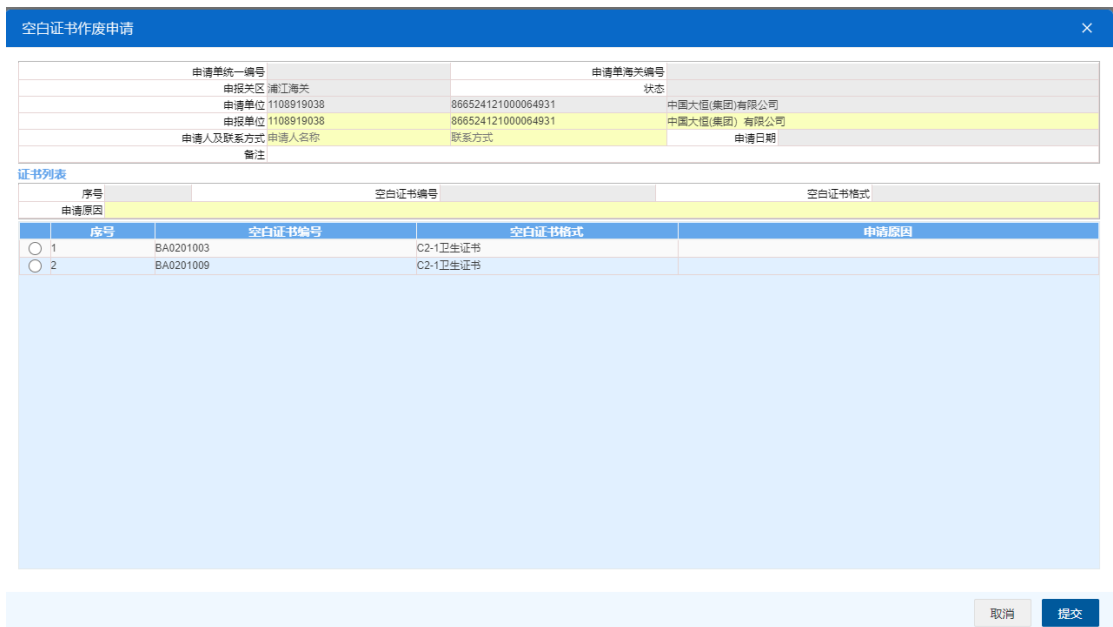 空白证书作废申请 ×
申请单统一编号 申请单海关编号
申报关区 浦江海关 状态
申请单位 1108919038 866524121000064931 中国大恒(集团)有限公司
申报单位 1108919038 866524121000064931 中国大恒(集团）有限公司
申请人及联系方式 申请人名称 联系方式 申请日期
备注
证书列表
序号 空白证书编号 空白证书格式
申请原因
序号 空白证书编号 空白证书格式 申请原因
1 BA0201003 C2-1卫生证书
2 BA0201009 C2-1卫生证书
取消 提交